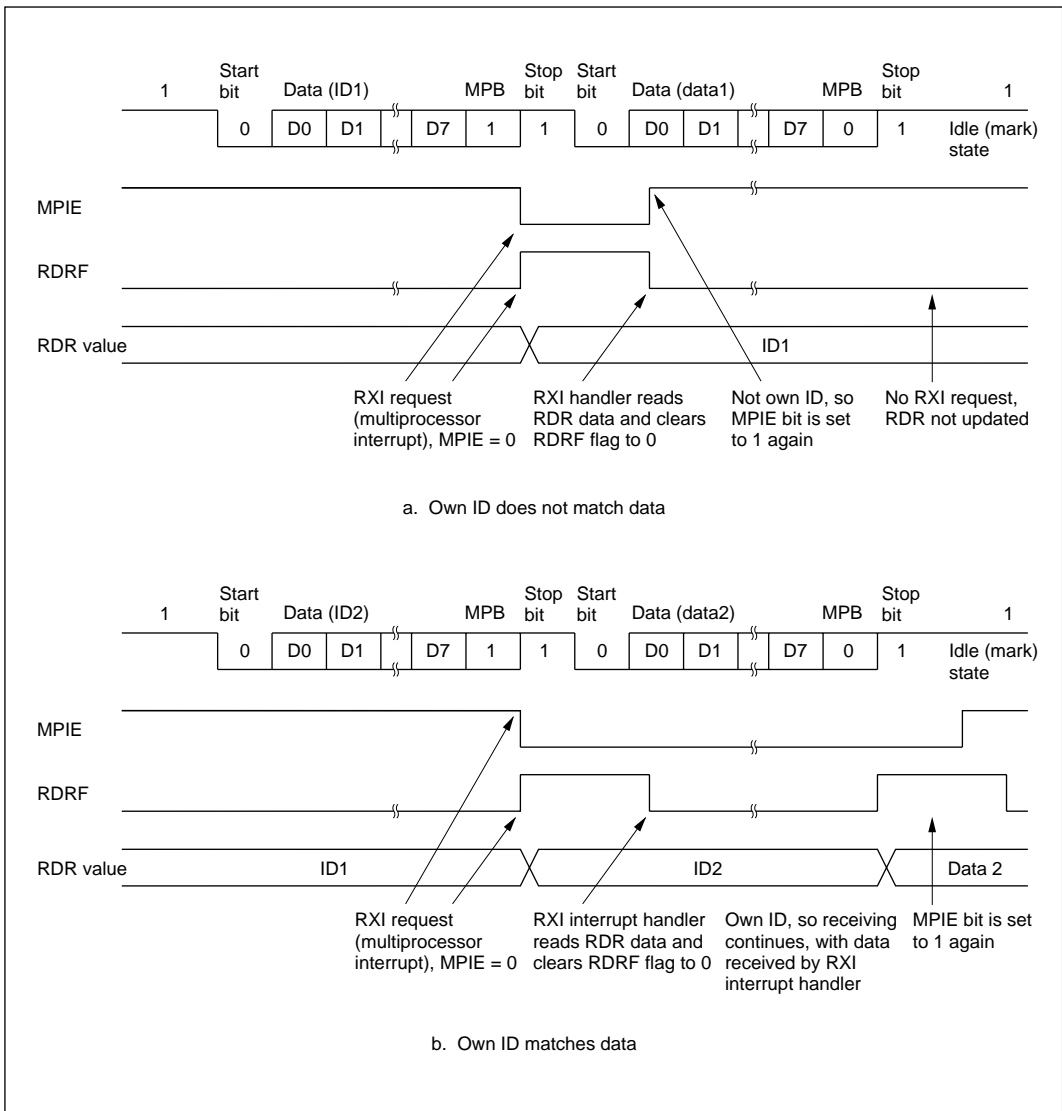 Start Stop Start Stop
1 bit Data (ID1) MPB bit bit Data (data1) MPB bit 1
0 D0 D1 D7 1 1 0 D0 D1 D7 0 1 Idle (mark)
state
MPIE
RDRF
RDR value ID1
RXI request RXI handler reads Not own ID, so No RXI request,
(multiprocessor RDR data and clears MPIE bit is set RDR not updated
interrupt), MPIE = 0 RDRF flag to 0 to 1 again
a. Own ID does not match data
Start Stop Start Stop
1 bit Data (ID2) MPB bit bit Data (data2) MPB bit 1
0 D0 D1 D7 1 1 0 D0 D1 D7 0 1 Idle (mark)
state
MPIE
RDRF
RDR value ID1 ID2 Data 2
RXI request RXI interrupt handler Own ID, so receiving MPIE bit is set
(multiprocessor reads RDR data and continues, with data to 1 again
interrupt), MPIE = 0 clears RDRF flag to 0 received by RXI
interrupt handler
b. Own ID matches data